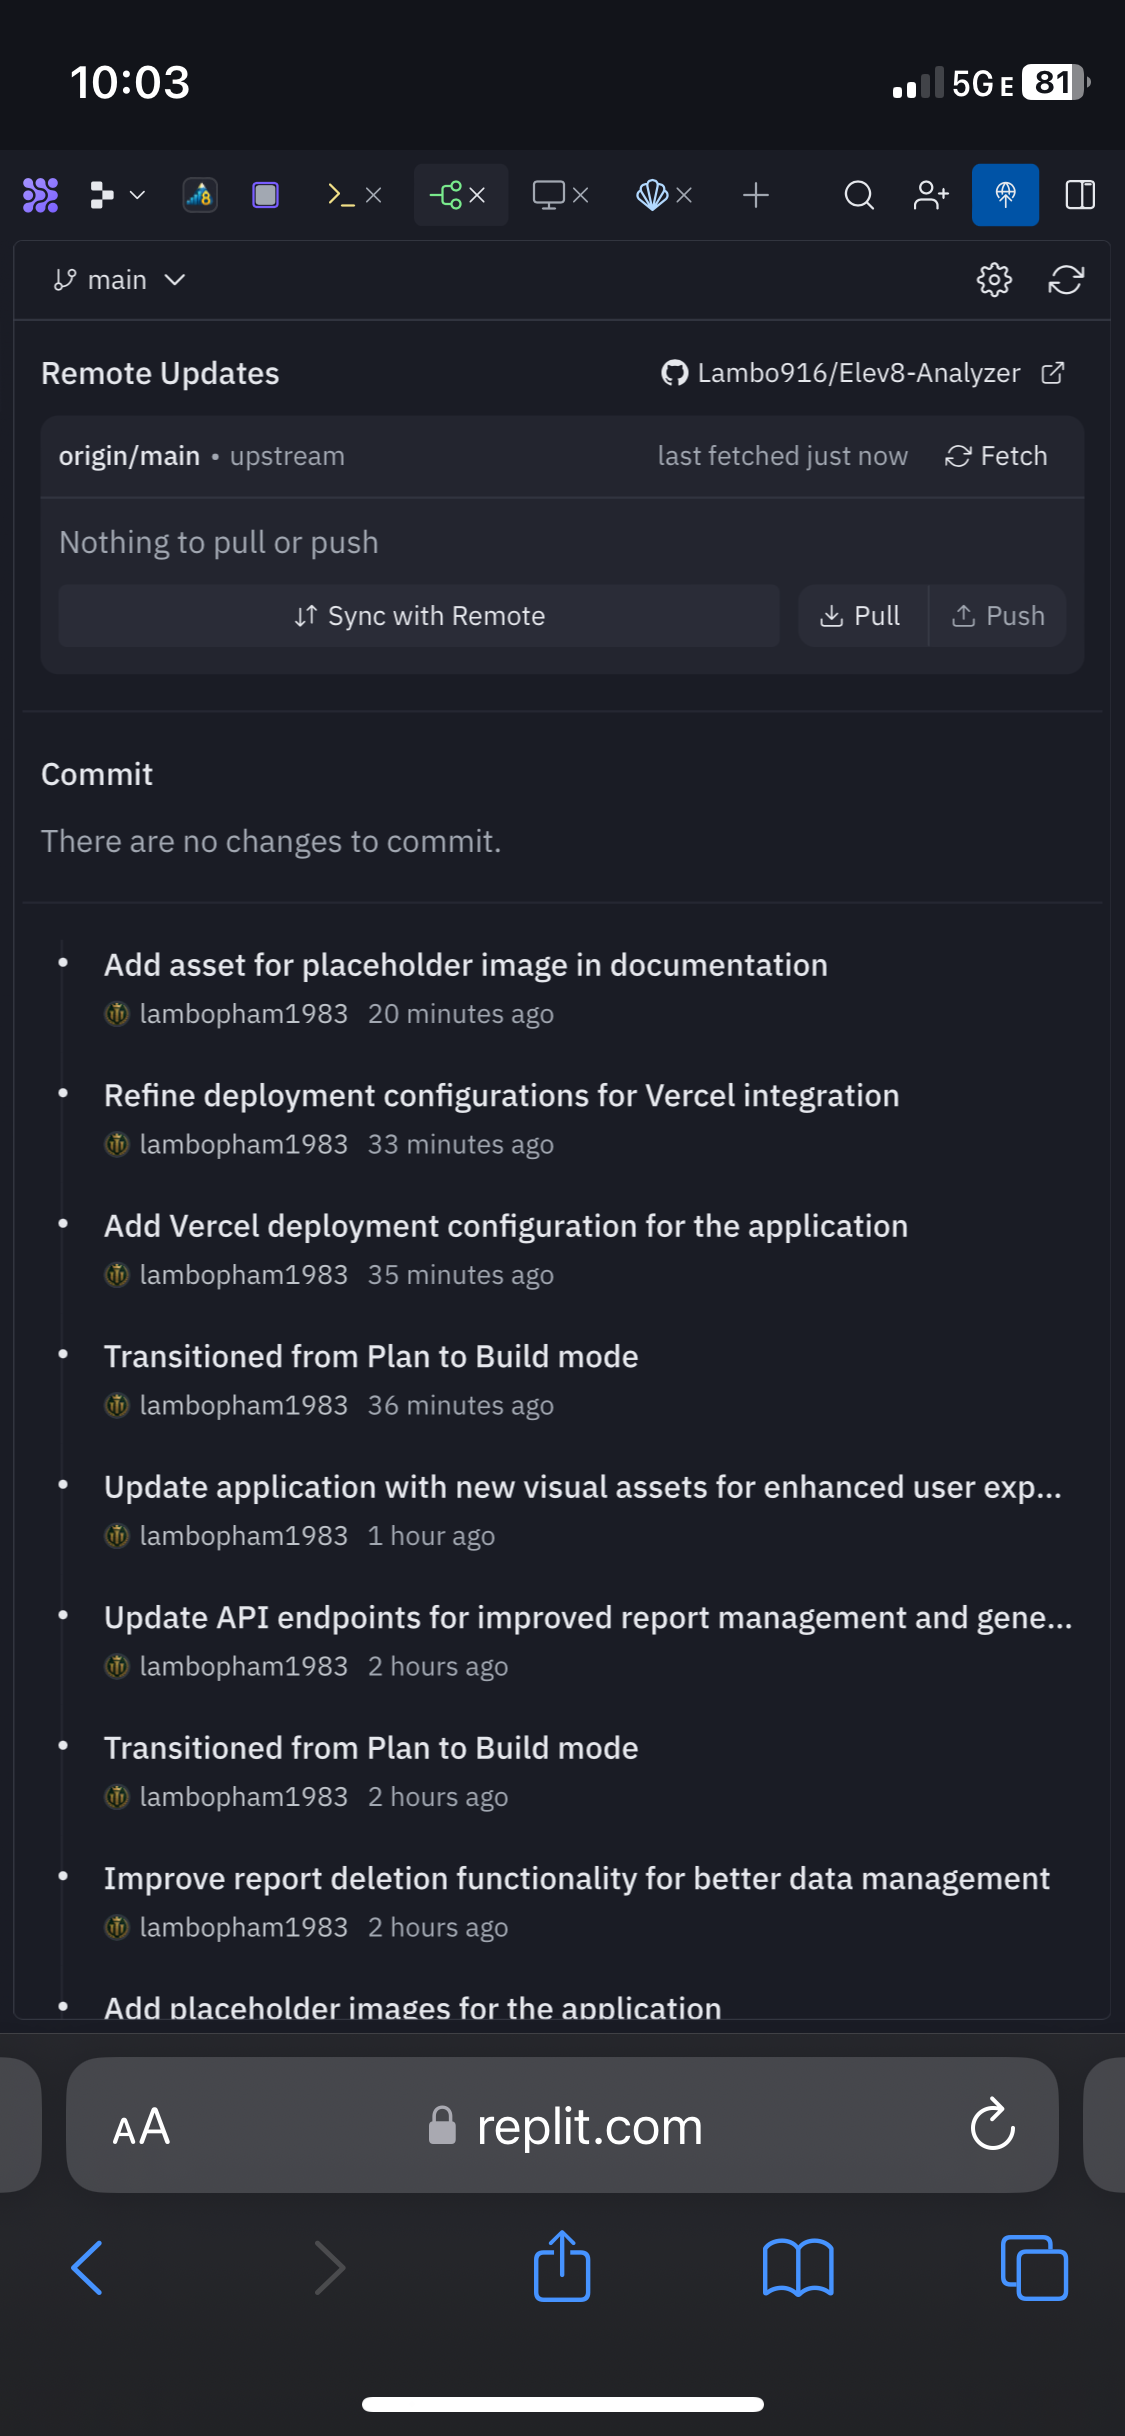 10:03
5G E 81
8
main
Remote Updates
Lambo916/Elev8-Analyzer
origin/main • upstream
last fetched just now
Fetch
Nothing to pull or push
Sync with Remote
Pull
Push
Commit
There are no changes to commit.
Add asset for placeholder image in documentation
lambopham1983 20 minutes ago
Refine deployment configurations for Vercel integration
lambopham1983 33 minutes ago
Add Vercel deployment configuration for the application
lambopham1983 35 minutes ago
Transitioned from Plan to Build mode
lambopham1983 36 minutes ago
Update application with new visual assets for enhanced user exp...
lambopham1983 1 hour ago
Update API endpoints for improved report management and gene...
lambopham1983 2 hours ago
Transitioned from Plan to Build mode
lambopham1983 2 hours ago
Improve report deletion functionality for better data management
lambopham1983 2 hours ago
Add placeholder images for the application
AA
replit.com